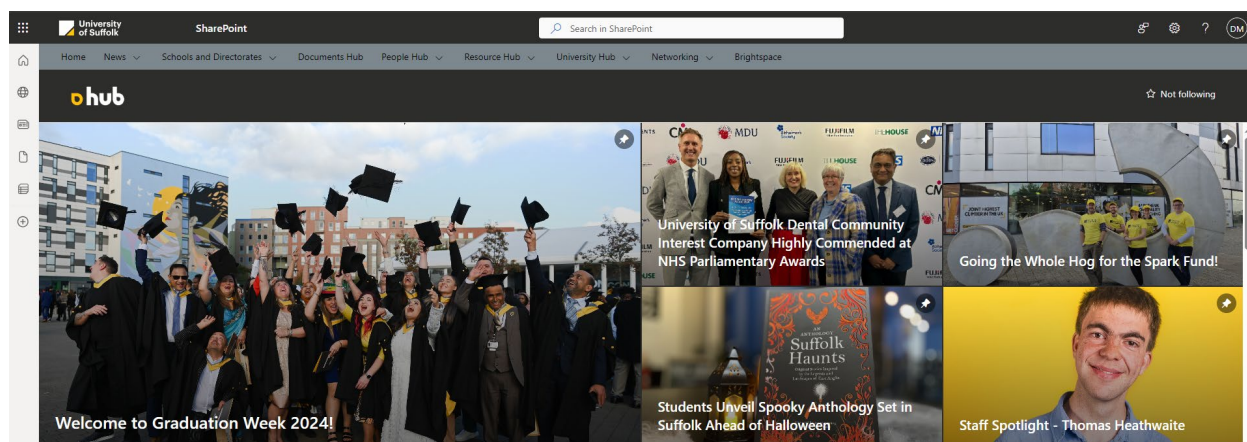 University
of Suffolk
SharePoint
Search in SharePoint
?
DM
Home News Schools and Directorates Documents Hub People Hub Resource Hub University Hub Networking Brightspace
hub
Not following
Welcome to Graduation Week 2024!
MDU
FUJIFILM
University of Suffolk Dental Community
Interest Company Highly Commended at
NHS Parliamentary Awards
Going the Whole Hog for the Spark Fund!
AN
ANTHOLOGY
Suffolk
Haunts
Students Unveil Spooky Anthology Set in
Suffolk Ahead of Halloween
Staff Spotlight - Thomas Heathwaite